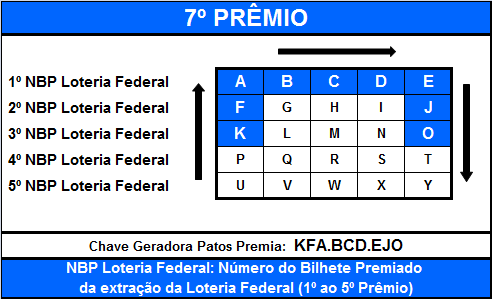 7º PRÊMIO
1º NBP Loteria Federal A B C D E
2º NBP Loteria Federal F G H I J
3º NBP Loteria Federal K L M N O
4º NBP Loteria Federal P Q R S T
5º NBP Loteria Federal U V W X Y
Chave Geradora Patos Premia: KFA.BCD.EJO
NBP Loteria Federal: Número do Bilhete Premiado
da extração da Loteria Federal (1º ao 5º Prêmio)